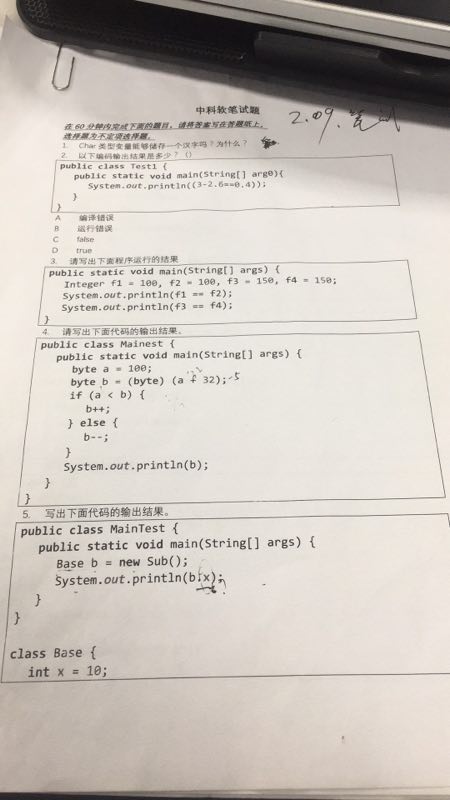 中科软笔试题
2.09.笔试
在 60 分钟内完成下面的题目，请将答案写在答题纸上，
选择题为不定项选择题。
1. Char 类型变量能够储存一个汉字吗？为什么？
2. 以下编码输出结果是多少？（）
public class Test1 {
public static void main(String[] arg0){
System.out.println((3-2.6==0.4));
}
}
A 编译错误
B 运行错误
C false
D true
3. 请写出下面程序运行的结果
public static void main(String[] args) {
Integer f1 = 100, f2 = 100, f3 = 150, f4 = 150;
System.out.println(f1 == f2);
System.out.println(f3 == f4);
}
4. 请写出下面代码的输出结果。
public class Mainest {
public static void main(String[] args) {
byte a = 100;
byte b = (byte) (a + 32);
if (a < b) {
b++;
} else {
b--;
}
System.out.println(b);
}
}
5. 写出下面代码的输出结果。
public class MainTest {
public static void main(String[] args) {
Base b = new Sub();
System.out.println(b.x);
}
}
class Base {
int x = 10;